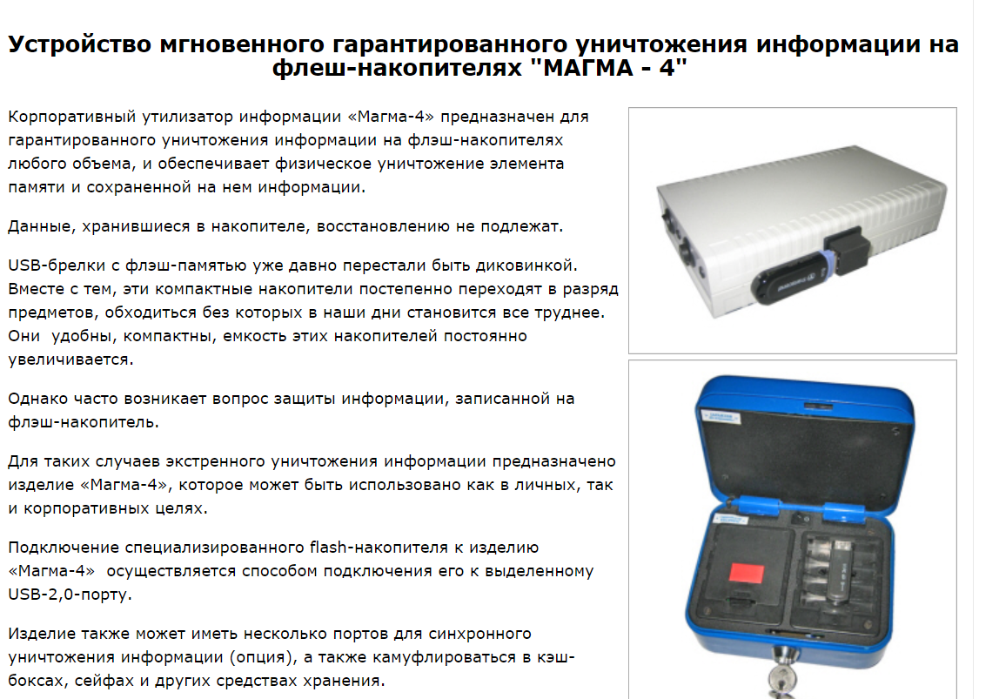 Устройство мгновенного гарантированного уничтожения информации на
флеш-накопителях "МАГМА - 4"
Корпоративный утилизатор информации «Магма-4» предназначен для
гарантированного уничтожения информации на флэш-накопителях
любого объема, и обеспечивает физическое уничтожение элемента
памяти и сохраненной на нем информации.
Данные, хранившиеся в накопителе, восстановлению не подлежат.
USB-брелки с флэш-памятью уже давно перестали быть диковинкой.
Вместе с тем, эти компактные накопители постепенно переходят в разряд
предметов, обходиться без которых в наши дни становится все труднее.
Они  удобны, компактны, емкость этих накопителей постоянно
увеличивается.
Однако часто возникает вопрос защиты информации, записанной на
флэш-накопитель.
Для таких случаев экстренного уничтожения информации предназначено
изделие «Магма-4», которое может быть использовано как в личных, так
и корпоративных целях.
Подключение специализированного flash-накопителя к изделию
«Магма-4»  осуществляется способом подключения его к выделенному
USB-2,0-порту.
Изделие также может иметь несколько портов для синхронного
уничтожения информации (опция), а также камуфлироваться в кэш-
боксах, сейфах и других средствах хранения.